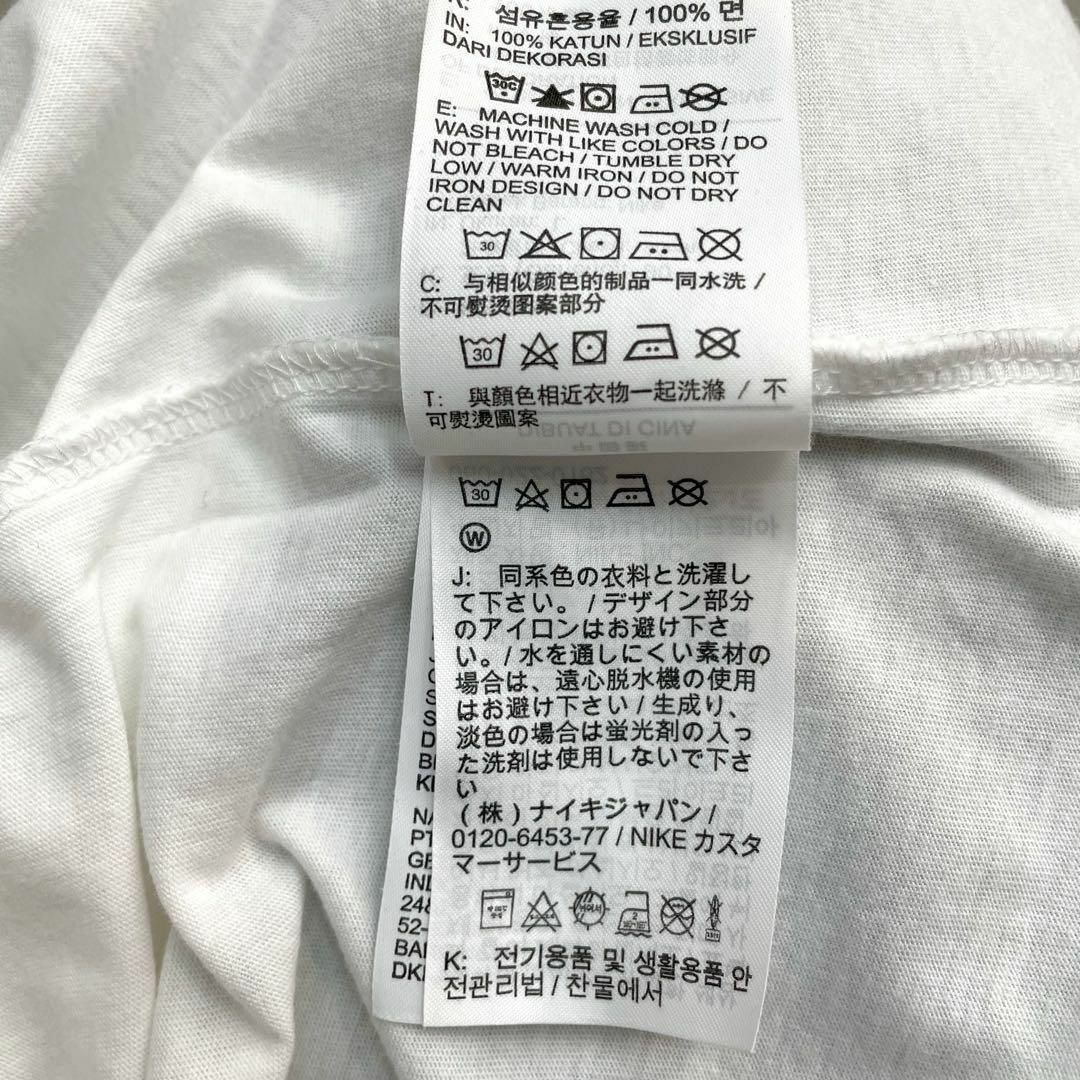 섬유혼용율 / 100% 면
IN: 100% KATUN / EKSKLUSIF
DARI DEKORASI
30C
E: MACHINE WASH COLD /
WASH WITH LIKE COLORS / DO
NOT BLEACH / TUMBLE DRY
LOW / WARM IRON / DO NOT
IRON DESIGN / DO NOT DRY
CLEAN
30
C: 与相似颜色的制品一同水洗 /
不可熨烫图案部分
30
T: 與顏色相近衣物一起洗滌 / 不
可熨燙圖案
30
W
J: 同系色の衣料と洗濯し
て下さい。 / デザイン部分
のアイロンはお避け下さ
い。/ 水を通しにくい素材の
場合は、遠心脱水機の使用
はお避け下さい / 生成り、
淡色の場合は蛍光剤の入っ
た洗剤は使用しないで下さ
い
(株) ナイキジャパン /
0120-6453-77 / NIKE カスタ
マーサービス
K: 전기용품 및 생활용품 안
전관리법 / 찬물에서